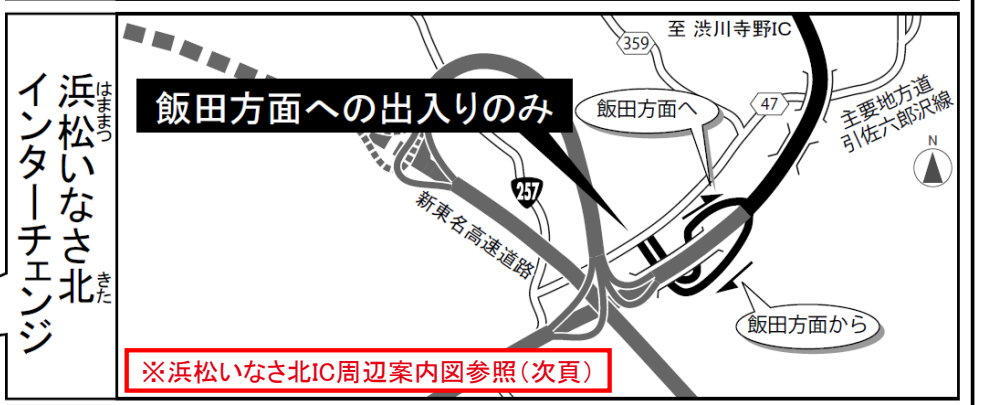 浜松いなさ北
はままつ
きた
インターチェンジ
359
至 渋川寺野IC
飯田方面への出入りのみ
飯田方面へ
47
主要地方道
引佐六郎沢線
N
257
新東名高速道路
飯田方面から
※浜松いなさ北IC周辺案内図参照(次頁)